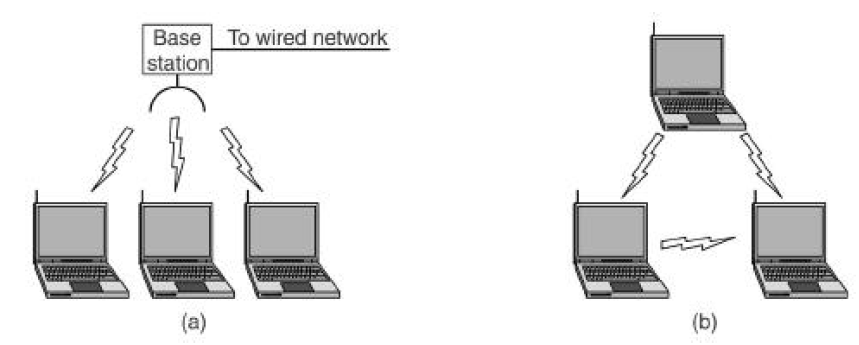 Base
station
To wired network
(a)
(b)